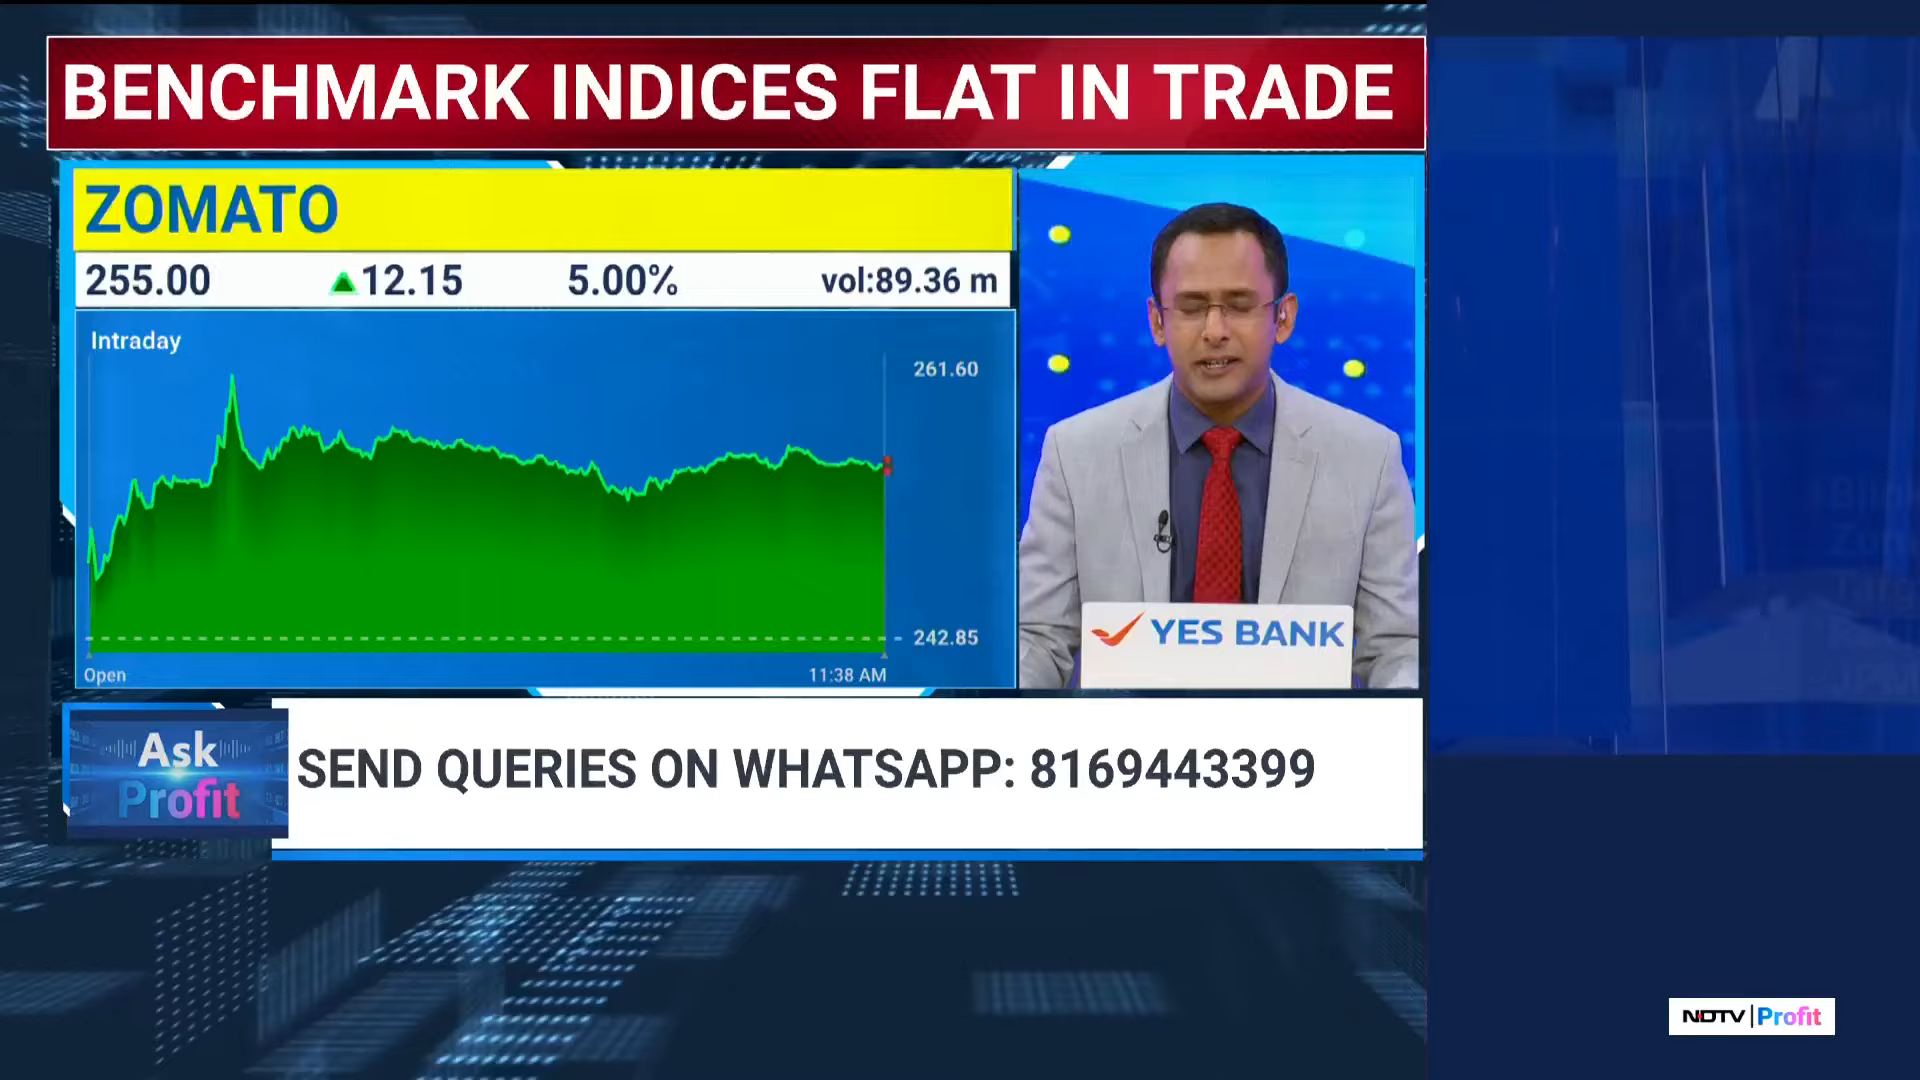 BENCHMARK INDICES FLAT IN TRADE
ZOMATO
255.00 12.15 5.00% vol:89.36 m
Intraday
261.60
242.85
Open 11:38 AM
YES BANK
Ask
Profit
SEND QUERIES ON WHATSAPP: 8169443399
NDTV Profit